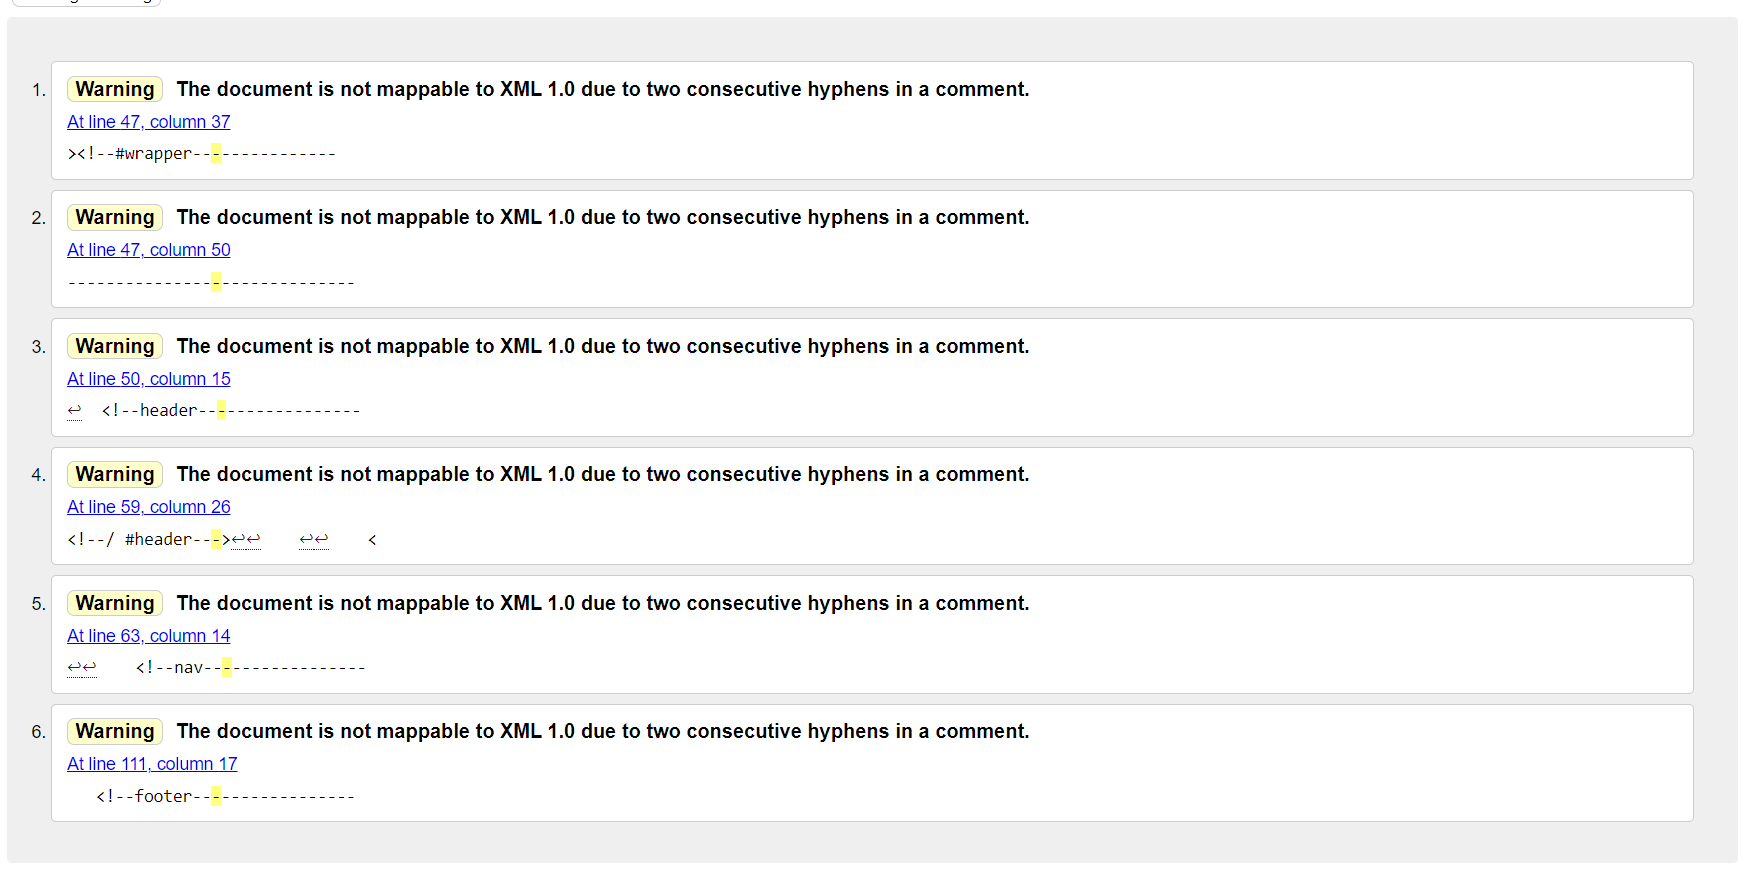 1. Warning The document is not mappable to XML 1.0 due to two consecutive hyphens in a comment.
At line 47, column 37
><!--#wrapper---------------
2. Warning The document is not mappable to XML 1.0 due to two consecutive hyphens in a comment.
At line 47, column 50
------------------------------
3. Warning The document is not mappable to XML 1.0 due to two consecutive hyphens in a comment.
At line 50, column 15
↩  <!--header-----------------
4. Warning The document is not mappable to XML 1.0 due to two consecutive hyphens in a comment.
At line 59, column 26
<!--/ #header--->↩↩    ↩↩    <
5. Warning The document is not mappable to XML 1.0 due to two consecutive hyphens in a comment.
At line 63, column 14
↩↩    <!--nav-----------------
6. Warning The document is not mappable to XML 1.0 due to two consecutive hyphens in a comment.
At line 111, column 17
<!--footer-----------------